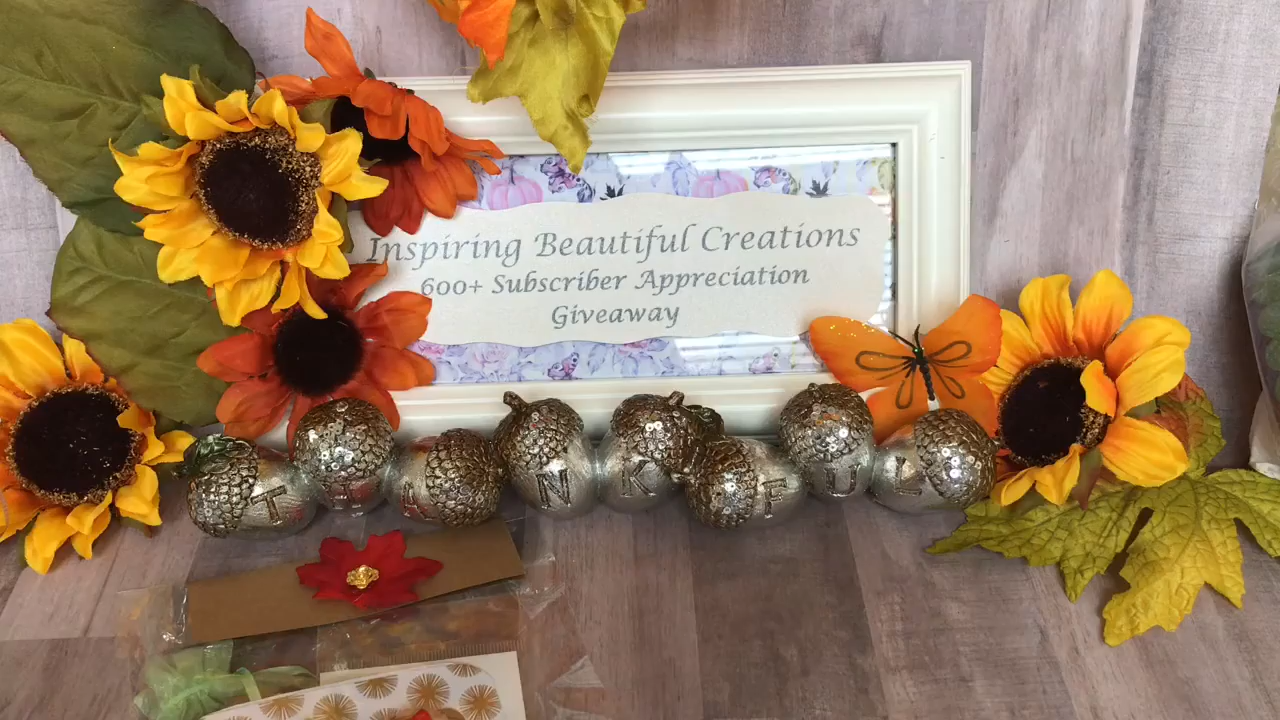 Inspiring Beautiful Creations
600+ Subscriber Appreciation
Giveaway
THANKFUL